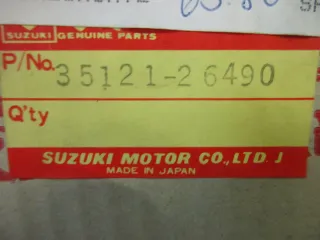 SUZUKI GENUINE PARTS
P/No. 35121-26490
Q'ty
SUZUKI MOTOR CO.,LTD. J
MADE IN JAPAN